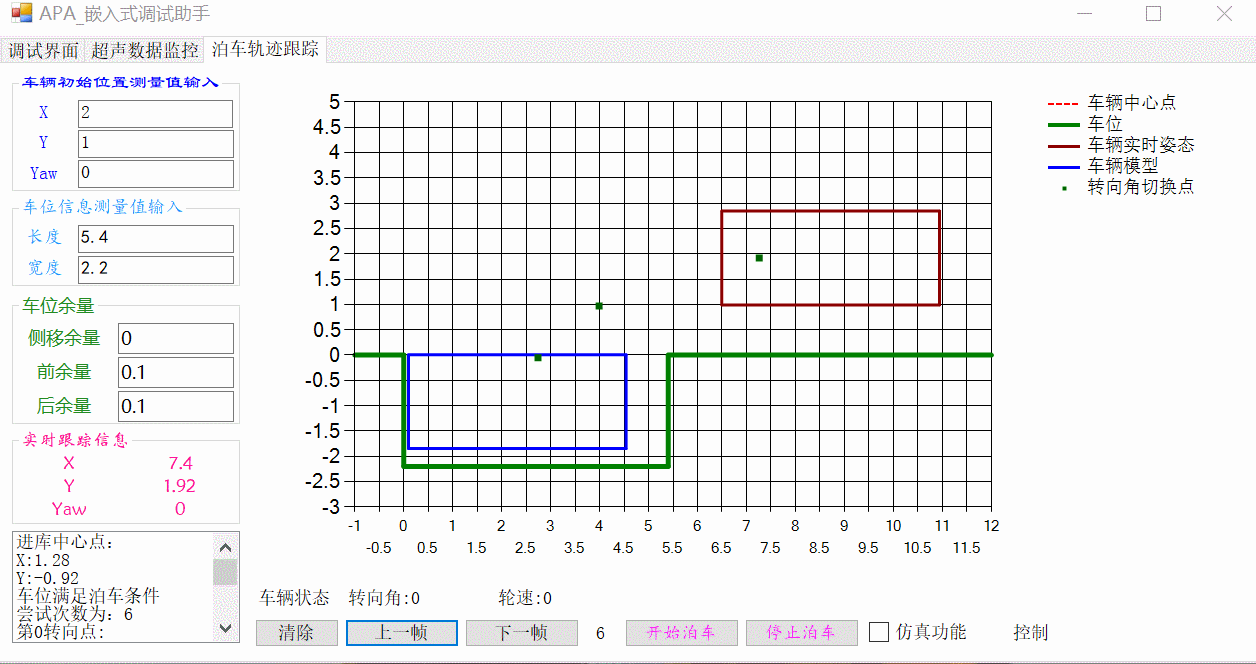 APA_嵌入式调试助手
调试界面 超声数据监控 泊车轨迹跟踪
车辆初始位置测量值输入
X 2
Y 1
Yaw 0
车位信息测量值输入
长度 5.4
宽度 2.2
车位余量
侧移余量 0
前余量 0.1
后余量 0.1
实时跟踪信息
X 7.4
Y 1.92
Yaw 0
进库中心点:
X:1.28
Y:-0.92
车位满足泊车条件
尝试次数为: 6
第0转向点:
5
4.5
4
3.5
3
2.5
2
1.5
1
0.5
0
-0.5
-1
-1.5
-2
-2.5
-3
-1 0 1 2 3 4 5 6 7 8 9 10 11 12
-0.5 0.5 1.5 2.5 3.5 4.5 5.5 6.5 7.5 8.5 9.5 10.5 11.5
车辆中心点
车位
车辆实时姿态
车辆模型
转向角切换点
车辆状态 转向角:0 轮速:0
清除 上一帧 下一帧 6 开始泊车 停止泊车 仿真功能 控制